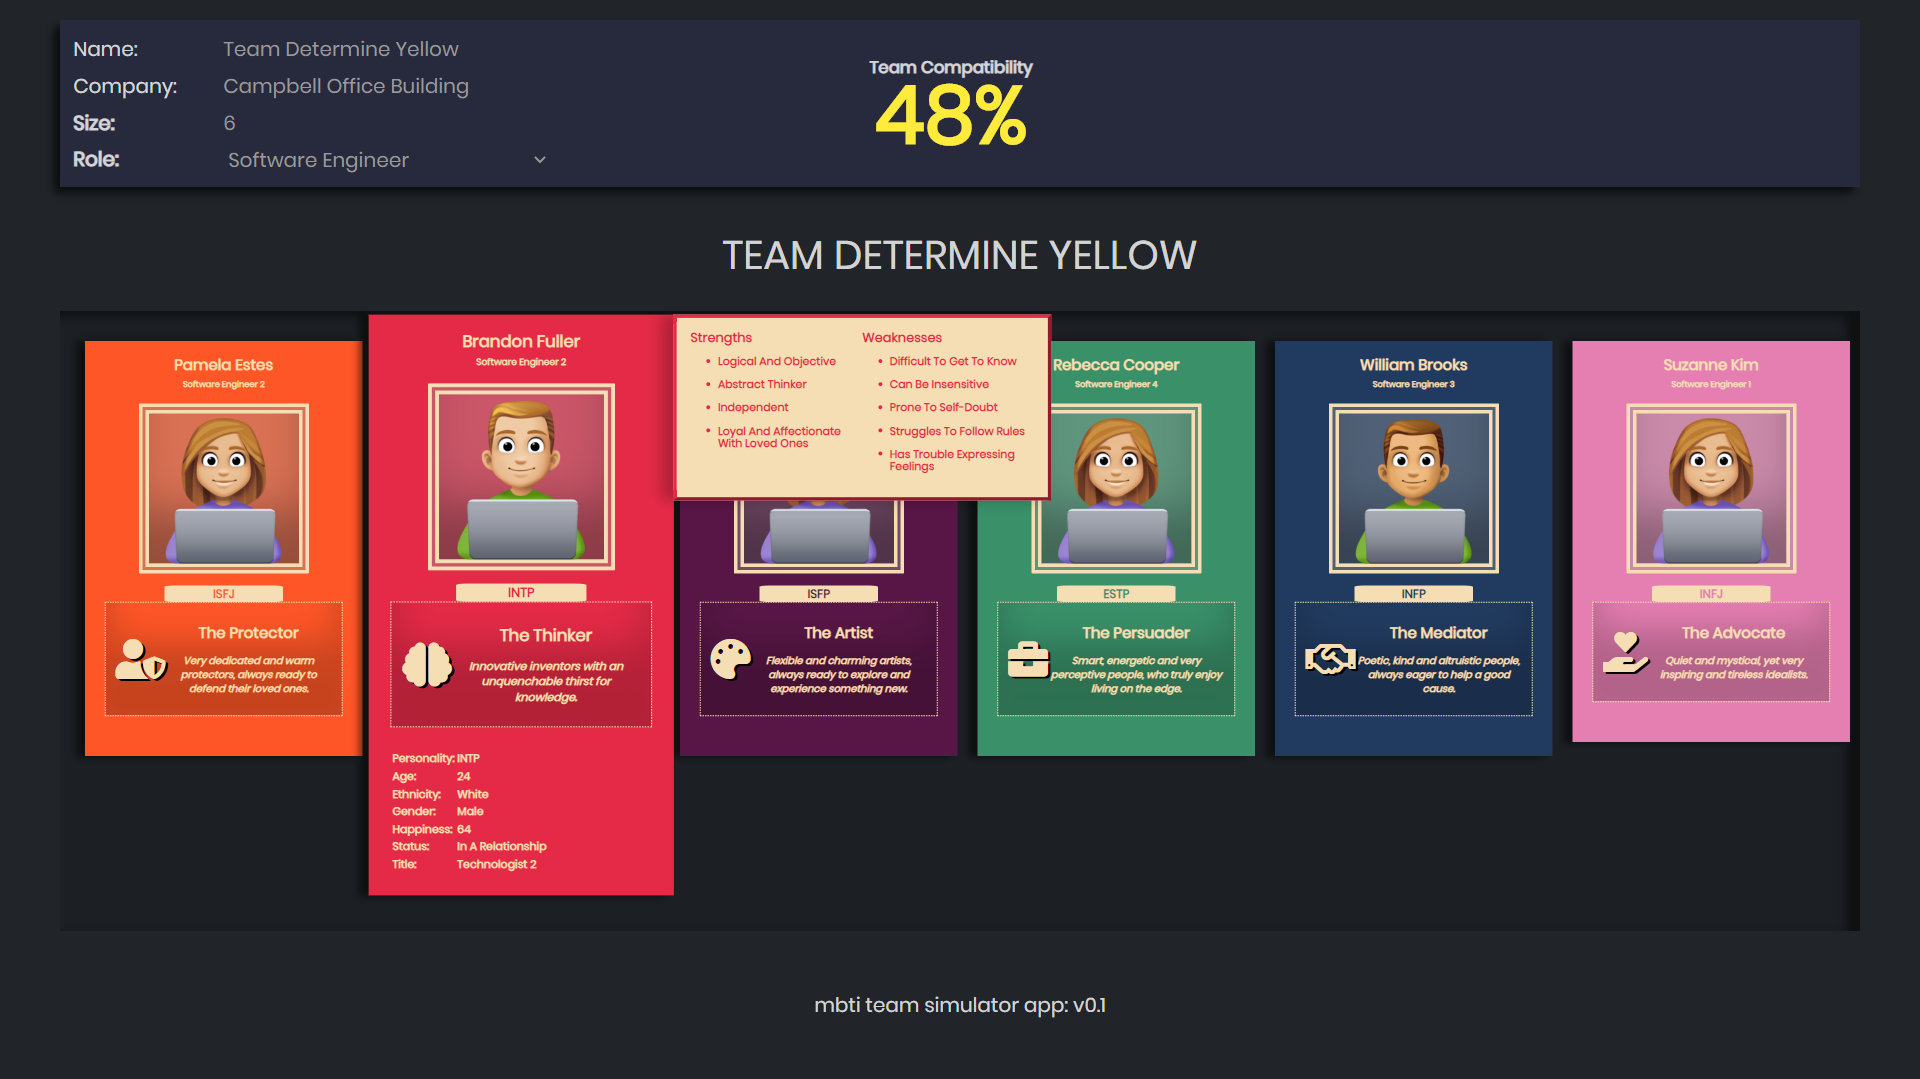 Name: Team Determine Yellow
Company: Campbell Office Building
Size: 6
Role: Software Engineer
Team Compatibility
48%
TEAM DETERMINE YELLOW
Pamela Estes
Software Engineer 2
ISFJ
The Protector
Very dedicated and warm
protectors, always ready to
defend their loved ones.
Brandon Fuller
Software Engineer 2
INTP
The Thinker
Innovative inventors with an
unquenchable thirst for
knowledge.
Personality: INTP
Age: 24
Ethnicity: White
Gender: Male
Happiness: 64
Status: In A Relationship
Title: Technologist 2
Strengths
Logical And Objective
Abstract Thinker
Independent
Loyal And Affectionate
With Loved Ones
Weaknesses
Difficult To Get To Know
Can Be Insensitive
Prone To Self-Doubt
Struggles To Follow Rules
Has Trouble Expressing
Feelings
ISFP
The Artist
Flexible and charming artists,
always ready to explore and
experience something new.
Rebecca Cooper
Software Engineer 4
ESTP
The Persuader
Smart, energetic and very
perceptive people, who truly enjoy
living on the edge.
William Brooks
Software Engineer 3
INFP
The Mediator
Poetic, kind and altruistic people,
always eager to help a good
cause.
Suzanne Kim
Software Engineer 1
INFJ
The Advocate
Quiet and mystical, yet very
inspiring and tireless idealists.
mbti team simulator app: v0.1